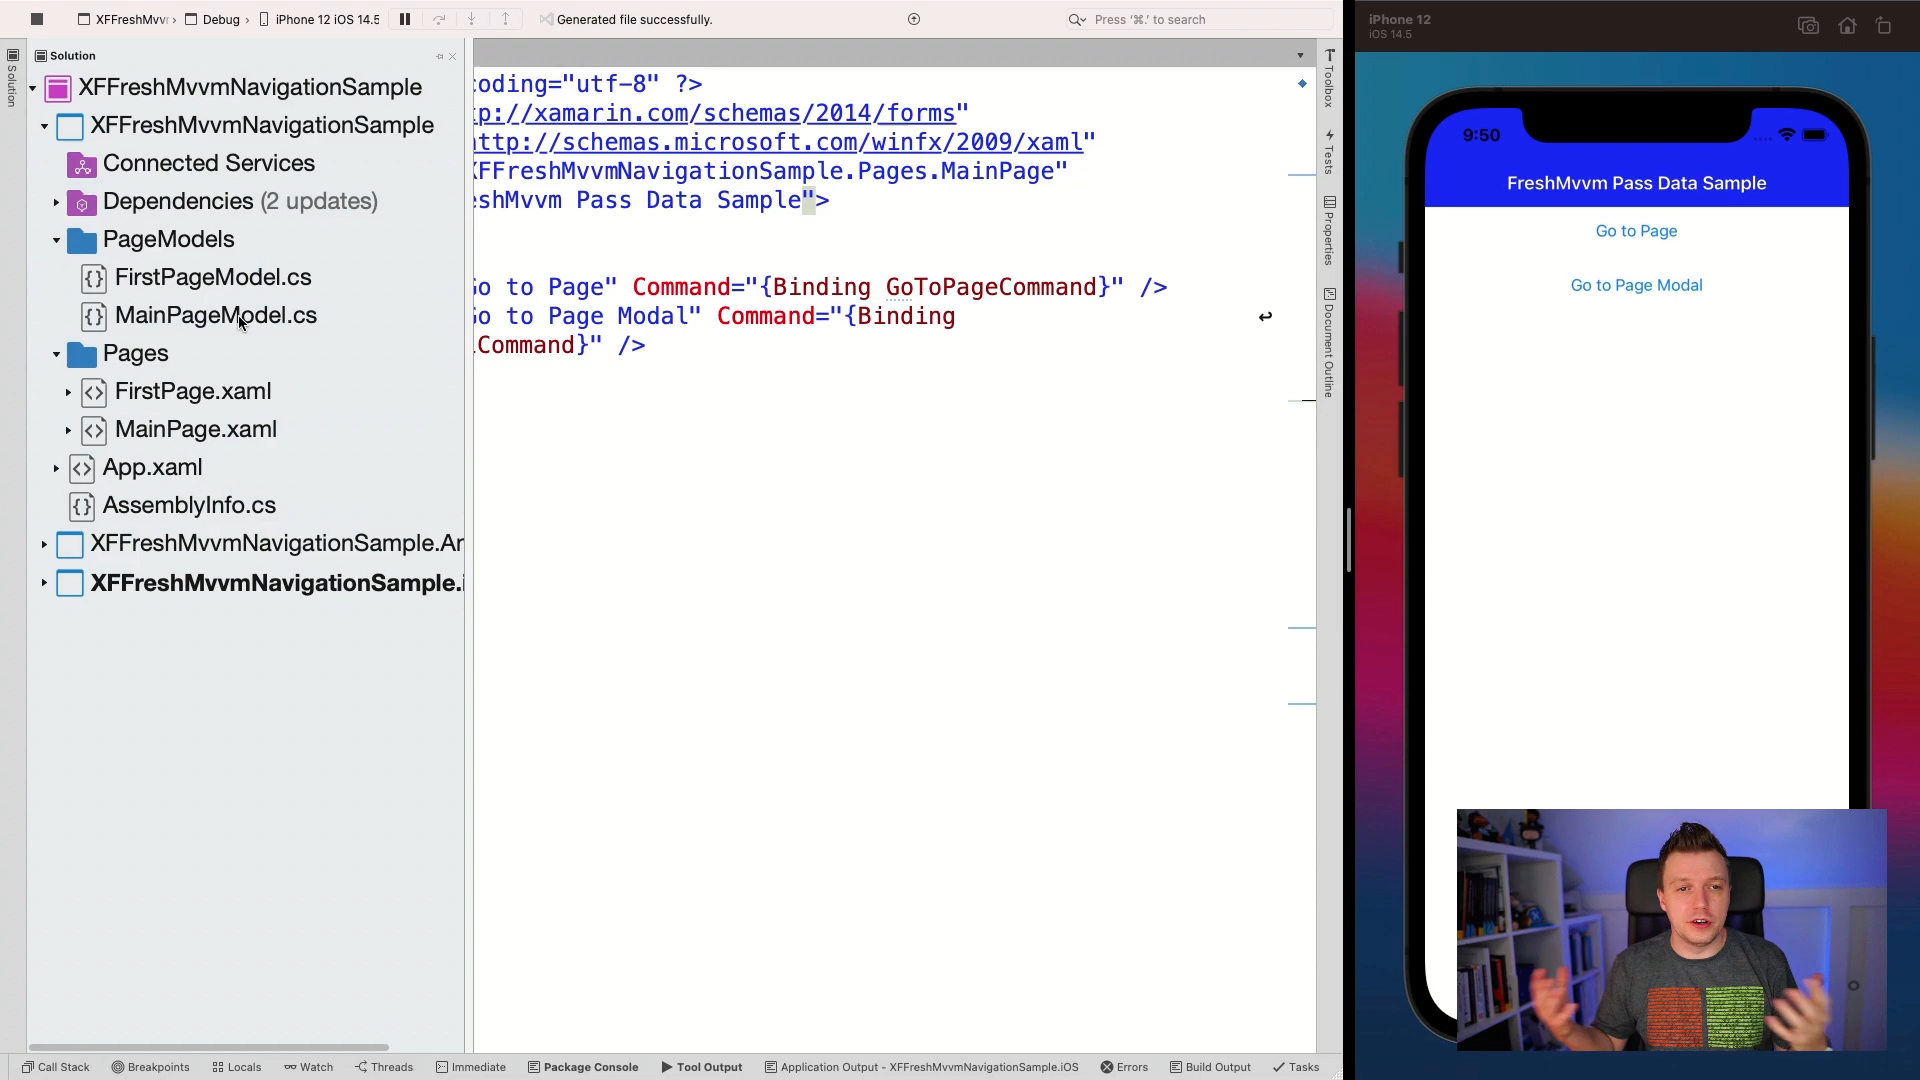 XFFreshMvv
Debug
iPhone 12 iOS 14.5
Generated file successfully.
Press '⌘.' to search
Solution
Solution
XFFreshMvvmNavigationSample
XFFreshMvvmNavigationSample
Connected Services
Dependencies (2 updates)
PageModels
FirstPageModel.cs
MainPageModel.cs
Pages
FirstPage.xaml
MainPage.xaml
App.xaml
AssemblyInfo.cs
XFFreshMvvmNavigationSample.Ar
XFFreshMvvmNavigationSample.i
coding="utf-8" ?>
tp://xamarin.com/schemas/2014/forms"
http://schemas.microsoft.com/winfx/2009/xaml"
XFFreshMvvmNavigationSample.Pages.MainPage"
eshMvvm Pass Data Sample">
Go to Page" Command="{Binding GoToPageCommand}" />
Go to Page Modal" Command="{Binding
lCommand}" />
Toolbox
Tests
Properties
Document Outline
iPhone 12
iOS 14.5
9:50
FreshMvvm Pass Data Sample
Go to Page
Go to Page Modal
Call Stack
Breakpoints
Locals
Watch
Threads
Immediate
Package Console
Tool Output
Application Output - XFFreshMvvmNavigationSample.iOS
Errors
Build Output
Tasks